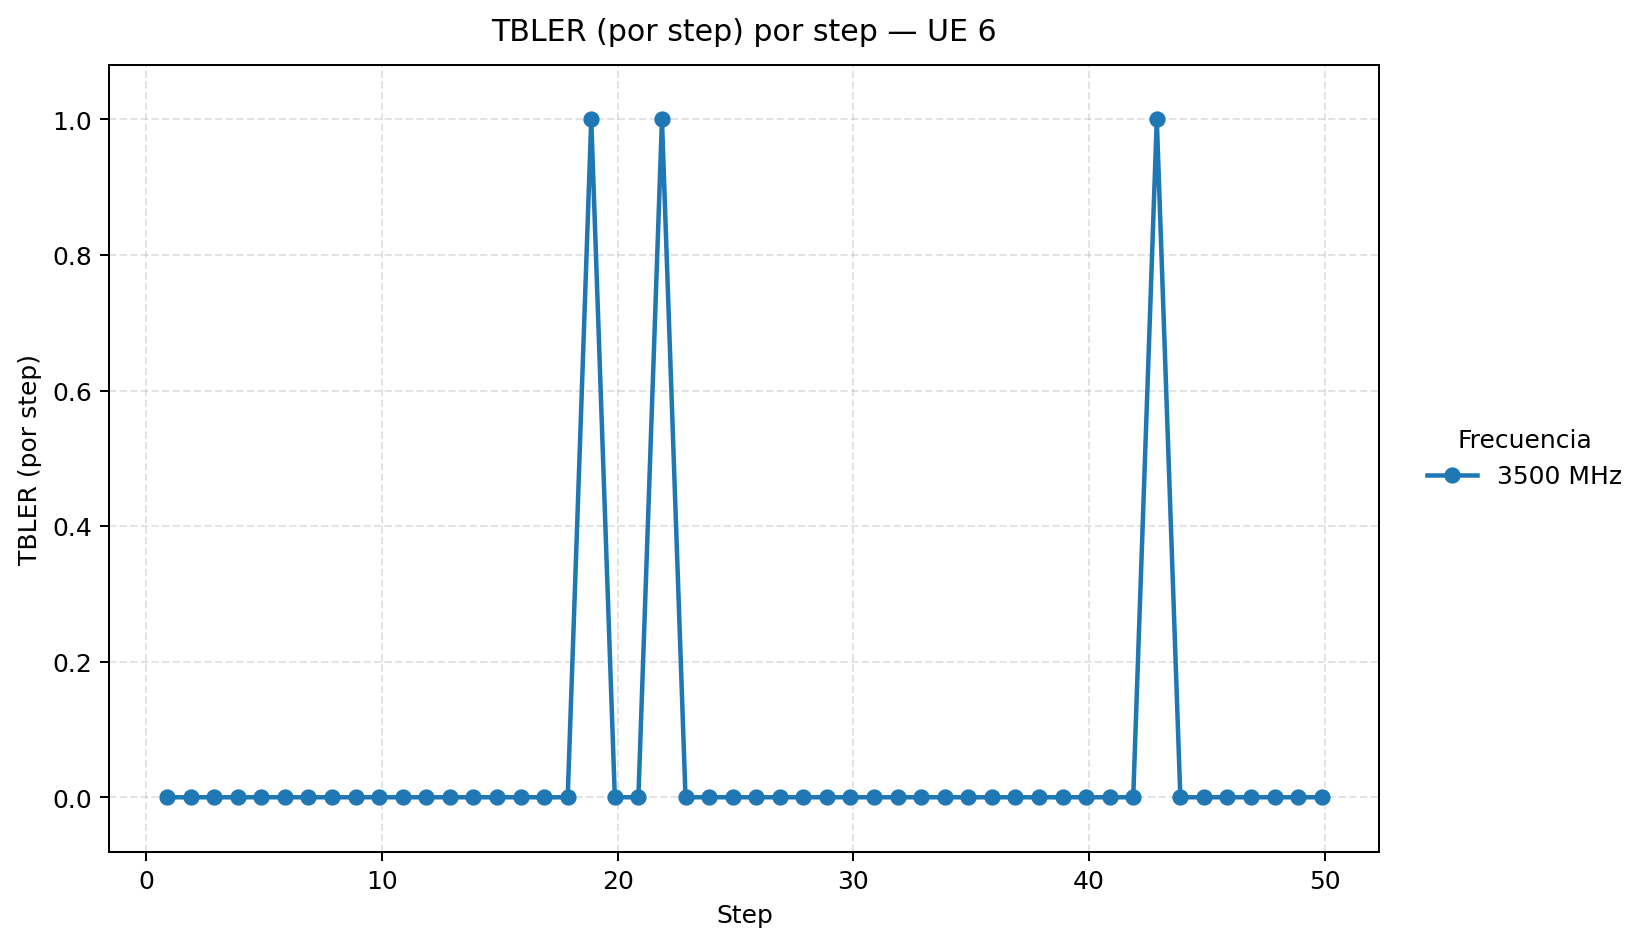 TBLER (por step) por step — UE 6
TBLER (por step)
1.0
0.8
0.6
0.4
0.2
0.0
0 10 20 30 40 50
Step
Frecuencia
3500 MHz